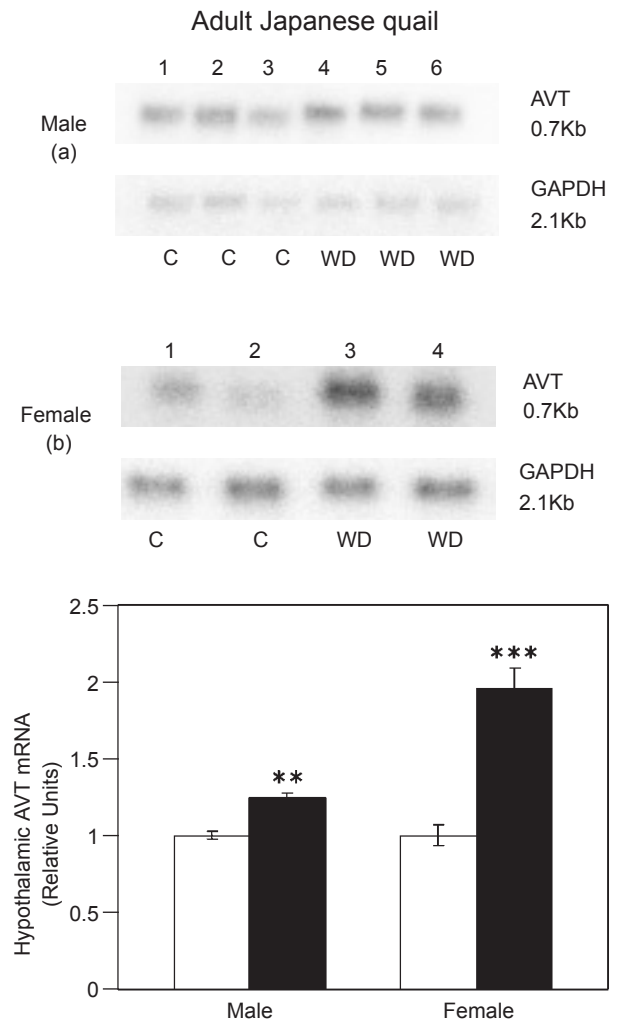 Adult Japanese quail
1 2 3 4 5 6
Male
(a)
AVT
0.7Kb
GAPDH
2.1Kb
C C C WD WD WD
1 2 3 4
Female
(b)
AVT
0.7Kb
GAPDH
2.1Kb
C C WD WD
Hypothalamic AVT mRNA
(Relative Units)
2.5
2
1.5
1
0.5
0
**
***
Male Female